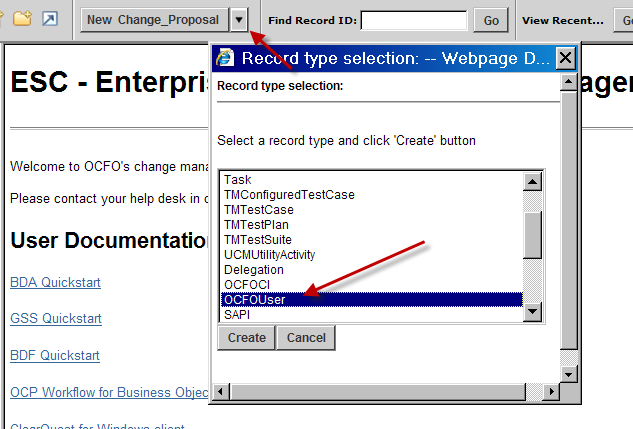 New Change_Proposal
Find Record ID:
Go
View Recent...
Record type selection: -- Webpage D...
ESC - Enterpri
ager
Record type selection:
Select a record type and click 'Create' button
Welcome to OCFO's change mana
Please contact your help desk in o
Task
TMConfiguredTestCase
TMTestCase
TMTestPlan
TMTestSuite
UCMUtilityActivity
Delegation
OCFOCI
OCFOUser
SAPI
Create
Cancel
User Documentation
BDA Quickstart
GSS Quickstart
BDF Quickstart
OCP Workflow for Business Objec
ClearQuest for Windows client